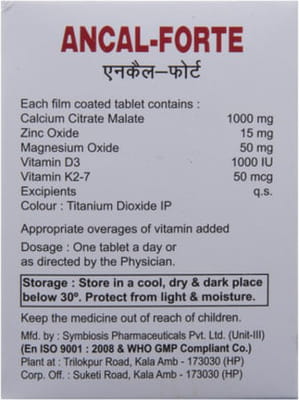 ANCAL-FORTE
एनकैल-फोर्ट
Each film coated tablet contains :
Calcium Citrate Malate 1000 mg
Zinc Oxide 15 mg
Magnesium Oxide 50 mg
Vitamin D3 1000 IU
Vitamin K2-7 50 mcg
Excipients q.s.
Colour : Titanium Dioxide IP
Appropriate overages of vitamin added
Dosage : One tablet a day or
as directed by the Physician.
Storage : Store in a cool, dry & dark place
below 30º. Protect from light & moisture.
Keep the medicine out of reach of children.
Mfd. by : Symbiosis Pharmaceuticals Pvt. Ltd. (Unit-III)
(En ISO 9001 : 2008 & WHO GMP Compliant Co.)
Plant at : Trilokpur Road, Kala Amb - 173030 (HP)
Corp. Off. : Suketi Road, Kala Amb - 173030 (HP)